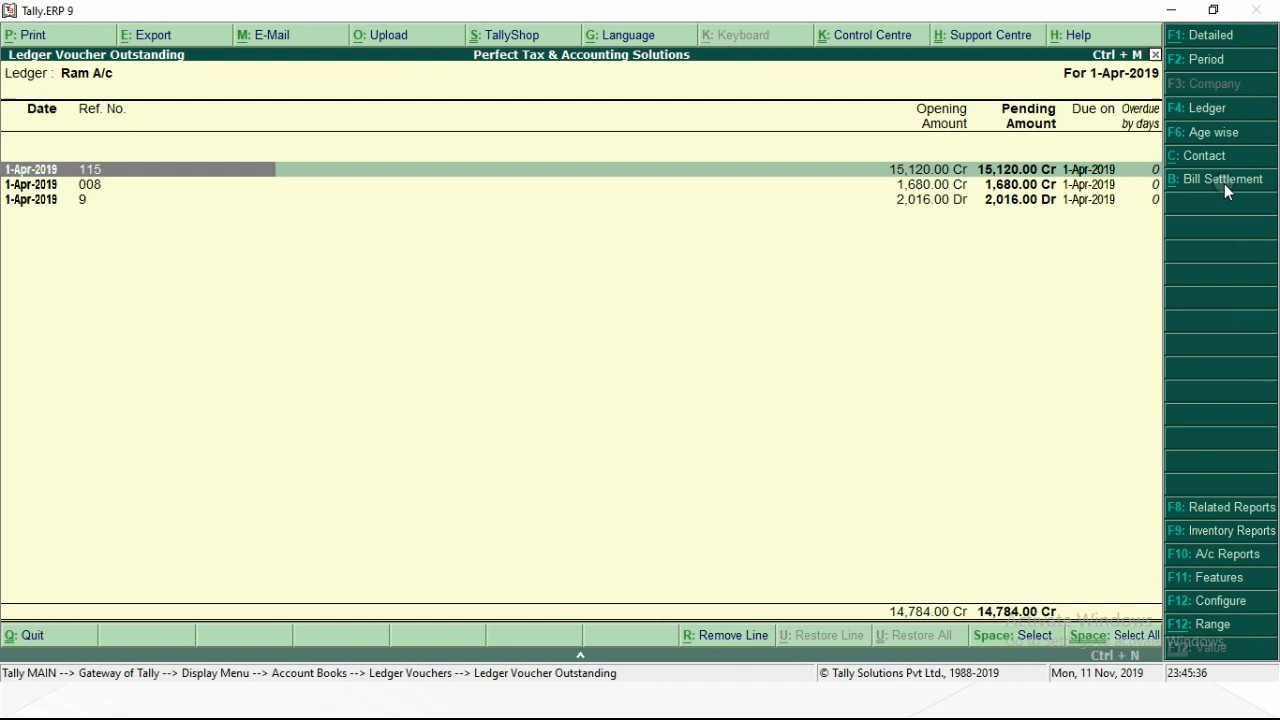 Tally.ERP 9
P: Print E: Export M: E-Mail O: Upload S: TallyShop G: Language K: Keyboard K: Control Centre H: Support Centre H: Help
Ledger Voucher Outstanding Perfect Tax & Accounting Solutions Ctrl + M
Ledger : Ram A/c For 1-Apr-2019
Date Ref. No. Opening Pending Due on Overdue
Amount Amount by days
1-Apr-2019 115 15,120.00 Cr 15,120.00 Cr 1-Apr-2019 0
1-Apr-2019 008 1,680.00 Cr 1,680.00 Cr 1-Apr-2019 0
1-Apr-2019 9 2,016.00 Dr 2,016.00 Dr 1-Apr-2019 0
14,784.00 Cr 14,784.00 Cr
F1: Detailed
F2: Period
F3: Company
F4: Ledger
F6: Age wise
C: Contact
B: Bill Settlement
F8: Related Reports
F9: Inventory Reports
F10: A/c Reports
F11: Features
F12: Configure
F12: Range
F12: Value
Activate Windows
Q: Quit R: Remove Line U: Restore Line U: Restore All Space: Select Space: Select All
Ctrl + N
Tally MAIN --> Gateway of Tally --> Display Menu --> Account Books --> Ledger Vouchers --> Ledger Voucher Outstanding © Tally Solutions Pvt Ltd., 1988-2019 Mon, 11 Nov, 2019 23:45:36